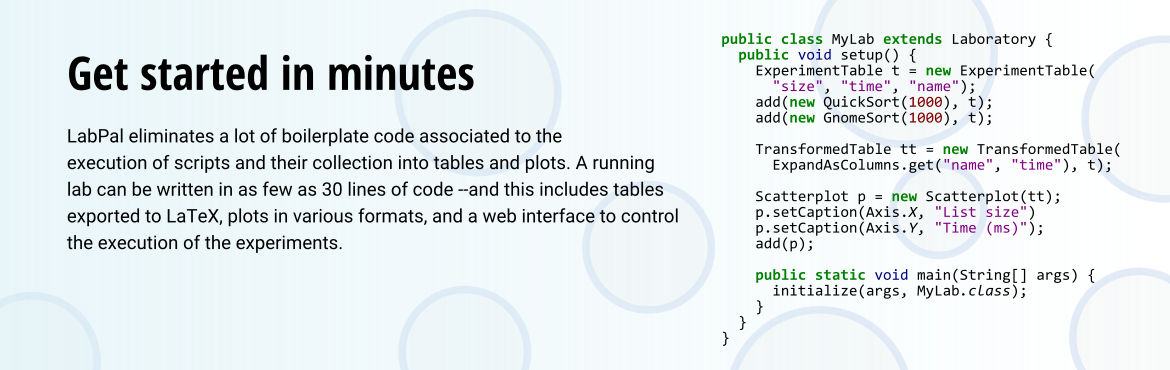 Get started in minutes
LabPal eliminates a lot of boilerplate code associated to the
execution of scripts and their collection into tables and plots. A running
lab can be written in as few as 30 lines of code --and this includes tables
exported to LaTeX, plots in various formats, and a web interface to control
the execution of the experiments.
public class MyLab extends Laboratory {
  public void setup() {
    ExperimentTable t = new ExperimentTable(
      "size", "time", "name");
    add(new QuickSort(1000), t);
    add(new GnomeSort(1000), t);

    TransformedTable tt = new TransformedTable(
      ExpandAsColumns.get("name", "time"), t);

    Scatterplot p = new Scatterplot(tt);
    p.setCaption(Axis.X, "List size")
    p.setCaption(Axis.Y, "Time (ms)");
    add(p);

    public static void main(String[] args) {
      initialize(args, MyLab.class);
    }
  }
}